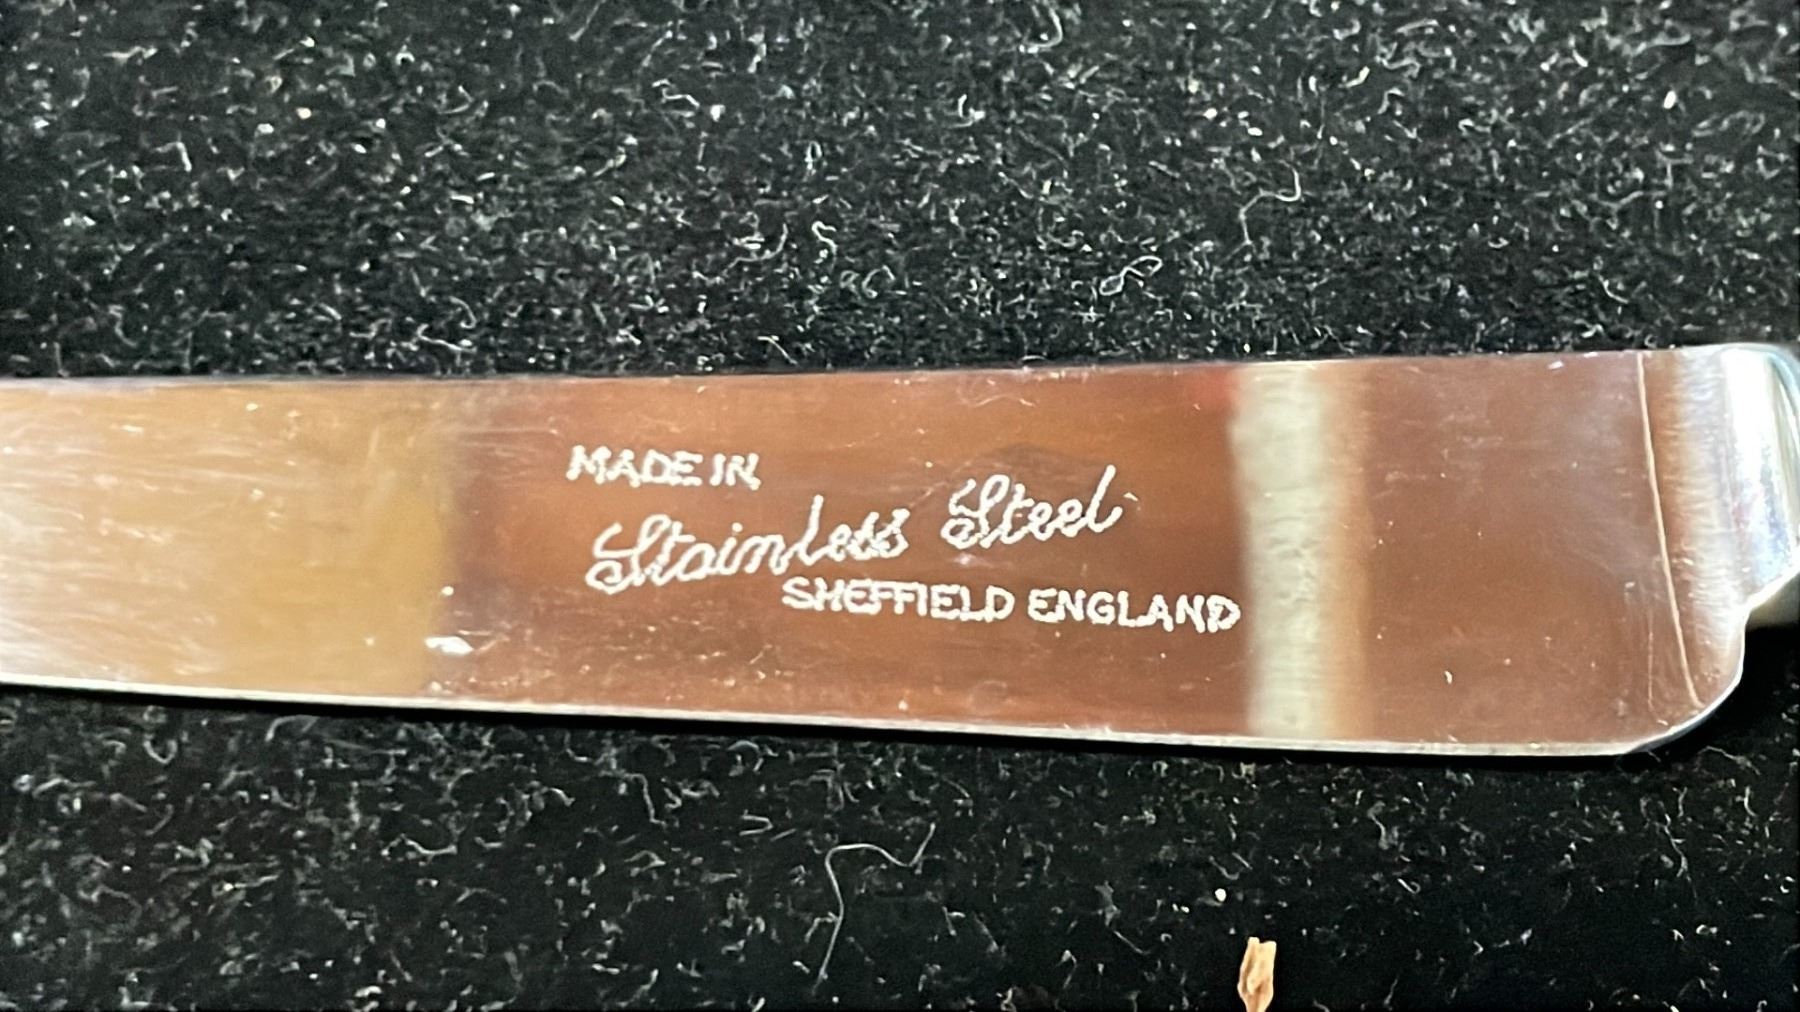 MADE IN
Stainless Steel
SHEFFIELD ENGLAND